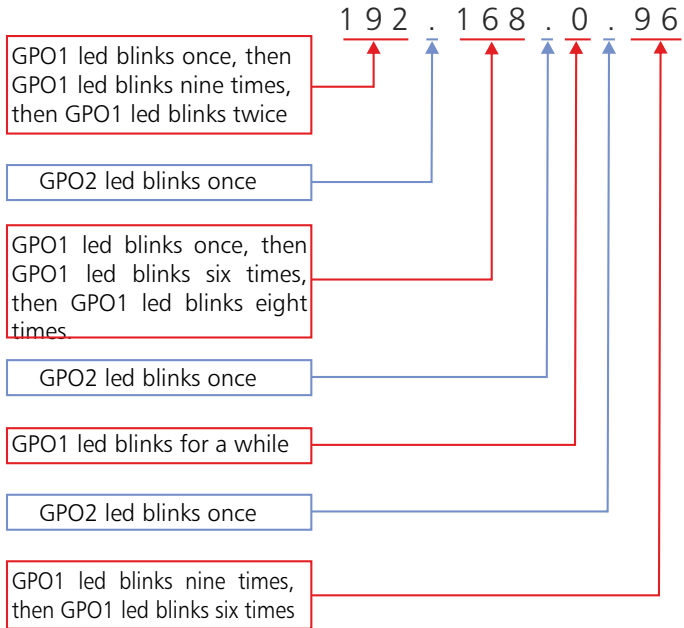 192.168.0.96
GPO1 led blinks once, then
GPO1 led blinks nine times,
then GPO1 led blinks twice
GPO2 led blinks once
GPO1 led blinks once, then
GPO1 led blinks six times,
then GPO1 led blinks eight
times.
GPO2 led blinks once
GPO1 led blinks for a while
GPO2 led blinks once
GPO1 led blinks nine times,
then GPO1 led blinks six times